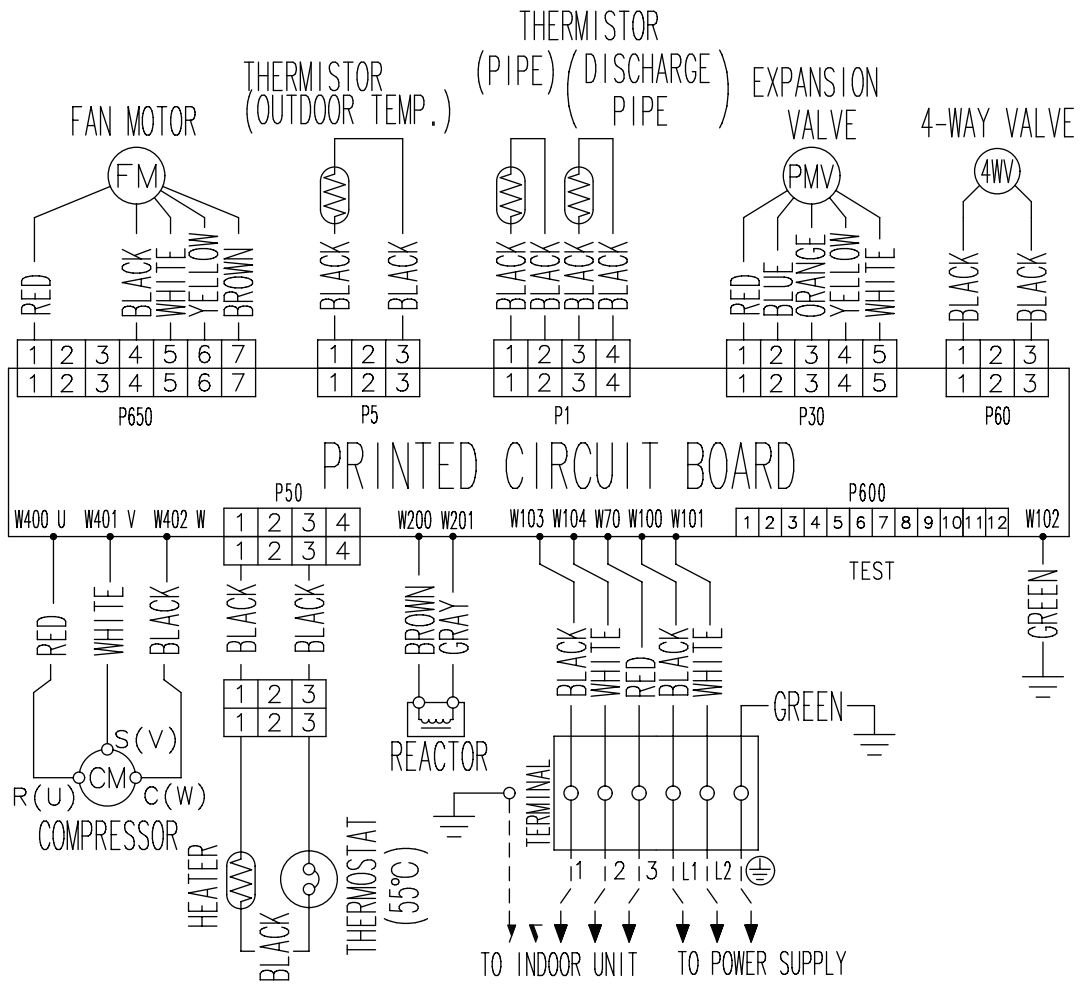 THERMISTOR
(PIPE) (DISCHARGE PIPE)
THERMISTOR
(OUTDOOR TEMP.)
EXPANSION
VALVE
FAN MOTOR
4-WAY VALVE
FM
PMV
4WV
RED BLACK WHITE YELLOW BROWN
BLACK BLACK
BLACK BLACK BLACK BLACK
RED BLUE ORANGE YELLOW WHITE
BLACK BLACK
1 2 3 4 5 6 7
1 2 3 4 5 6 7
P650
1 2 3
1 2 3
P5
1 2 3 4
1 2 3 4
P1
1 2 3 4 5
1 2 3 4 5
P30
1 2 3
1 2 3
P60
PRINTED CIRCUIT BOARD
P50
P600
W400 U W401 V W402 W
1 2 3 4
1 2 3 4
W200 W201
W103 W104 W70 W100 W101
1 2 3 4 5 6 7 8 9 10 11 12
W102
TEST
RED WHITE BLACK
BLACK BLACK
BROWN GRAY
BLACK WHITE RED BLACK WHITE
GREEN
1 2 3
1 2 3
GREEN
REACTOR
S(V)
CM
R(U)
C(W)
COMPRESSOR
TERMINAL
HEATER
THERMOSTAT
(55℃)
BLACK
1 2 3 L1 L2
TO INDOOR UNIT
TO POWER SUPPLY